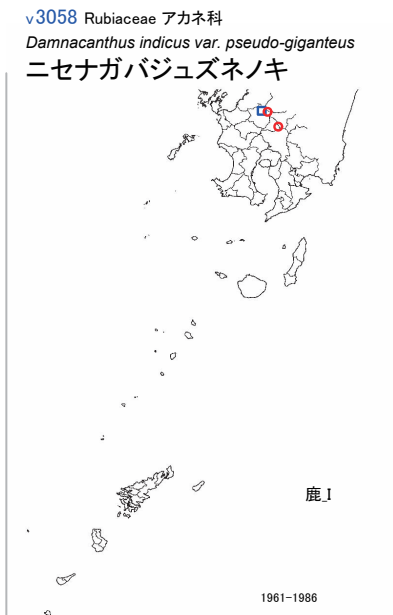 v3058 Rubiaceae アカネ科
Damnacanthus indicus var. pseudo-giganteus
ニセナガバジュズネノキ
鹿_I
1961-1986